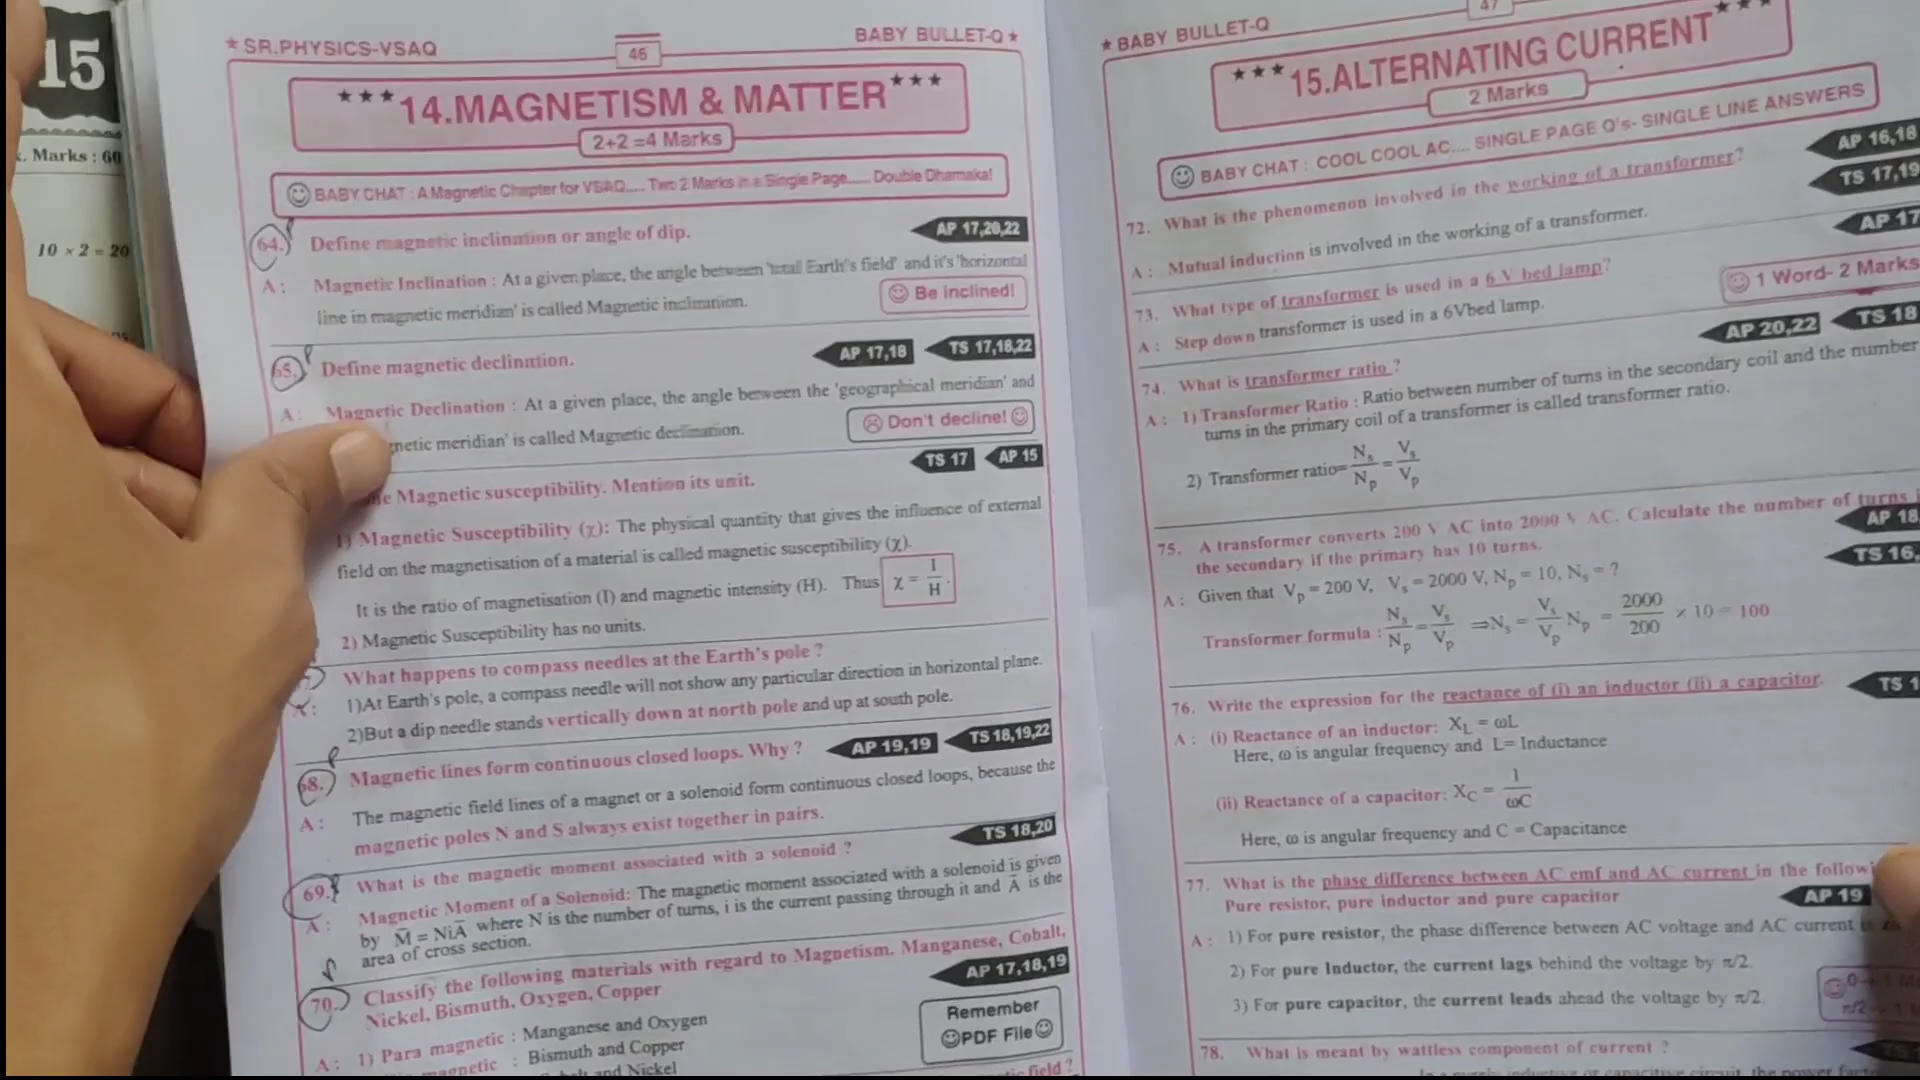 15
x. Marks : 60
10 × 2 = 20
★ SR.PHYSICS-VSAQ
46
BABY BULLET-Q ★
★★★14.MAGNETISM & MATTER★★★
2+2 =4 Marks
BABY CHAT : A Magnetic Chapter for VSAQ..... Two 2 Marks in a Single Page...... Double Dhamaka!
64. Define magnetic inclination or angle of dip. AP 17,20,22
A : Magnetic Inclination : At a given place, the angle between 'total Earth's field' and it's 'horizontal
line in magnetic meridian' is called Magnetic inclination. Be inclined!
65. Define magnetic declination. AP 17,18 TS 17,18,22
A : Magnetic Declination : At a given place, the angle between the 'geographical meridian' and
gnetic meridian' is called Magnetic declination. Don't decline!
TS 17 AP 15
ne Magnetic susceptibility. Mention its unit.
1) Magnetic Susceptibility (χ): The physical quantity that gives the influence of external
field on the magnetisation of a material is called magnetic susceptibility (χ).
It is the ratio of magnetisation (I) and magnetic intensity (H). Thus χ = I/H.
2) Magnetic Susceptibility has no units.
What happens to compass needles at the Earth's pole ?
A : 1)At Earth's pole, a compass needle will not show any particular direction in horizontal plane.
2)But a dip needle stands vertically down at north pole and up at south pole.
68. Magnetic lines form continuous closed loops. Why ? AP 19,19 TS 18,19,22
A : The magnetic field lines of a magnet or a solenoid form continuous closed loops, because the
magnetic poles N and S always exist together in pairs.
TS 18,20
69. What is the magnetic moment associated with a solenoid ?
A : Magnetic Moment of a Solenoid: The magnetic moment associated with a solenoid is given
by M̄ = NiĀ where N is the number of turns, i is the current passing through it and Ā is the
area of cross section.
70. Classify the following materials with regard to Magnetism. Manganese, Cobalt,
Nickel, Bismuth, Oxygen, Copper AP 17,18,19
A : 1) Para magnetic : Manganese and Oxygen
magnetic : Bismuth and Copper
and Nickel
Remember
PDF File
field ?
★ BABY BULLET-Q
47
★★★15.ALTERNATING CURRENT★★★
2 Marks
BABY CHAT : COOL COOL AC.... SINGLE PAGE Q's- SINGLE LINE ANSWERS
AP 16,18
72. What is the phenomenon involved in the working of a transformer? TS 17,19
A : Mutual induction is involved in the working of a transformer.
AP 17
73. What type of transformer is used in a 6 V bed lamp?
A : Step down transformer is used in a 6Vbed lamp. 1 Word- 2 Marks
AP 20,22 TS 18
74. What is transformer ratio ?
A : 1) Transformer Ratio : Ratio between number of turns in the secondary coil and the number
turns in the primary coil of a transformer is called transformer ratio.
2) Transformer ratio= Ns/Np = Vs/Vp
75. A transformer converts 200 V AC into 2000 V AC. Calculate the number of turns
the secondary if the primary has 10 turns. AP 18
TS 16,
A : Given that Vp = 200 V, Vs = 2000 V, Np = 10, Ns = ?
Transformer formula : Ns/Np = Vs/Vp ⇒Ns = Vs/Vp Np = 2000/200 × 10 = 100
76. Write the expression for the reactance of (i) an inductor (ii) a capacitor. TS 1
A : (i) Reactance of an inductor: XL = ωL
Here, ω is angular frequency and L= Inductance
(ii) Reactance of a capacitor: XC = 1/ωC
Here, ω is angular frequency and C = Capacitance
77. What is the phase difference between AC emf and AC current in the followi
Pure resistor, pure inductor and pure capacitor AP 19
A : 1) For pure resistor, the phase difference between AC voltage and AC current
2) For pure Inductor, the current lags behind the voltage by π/2.
3) For pure capacitor, the current leads ahead the voltage by π/2.
78. What is meant by wattless component of current ?